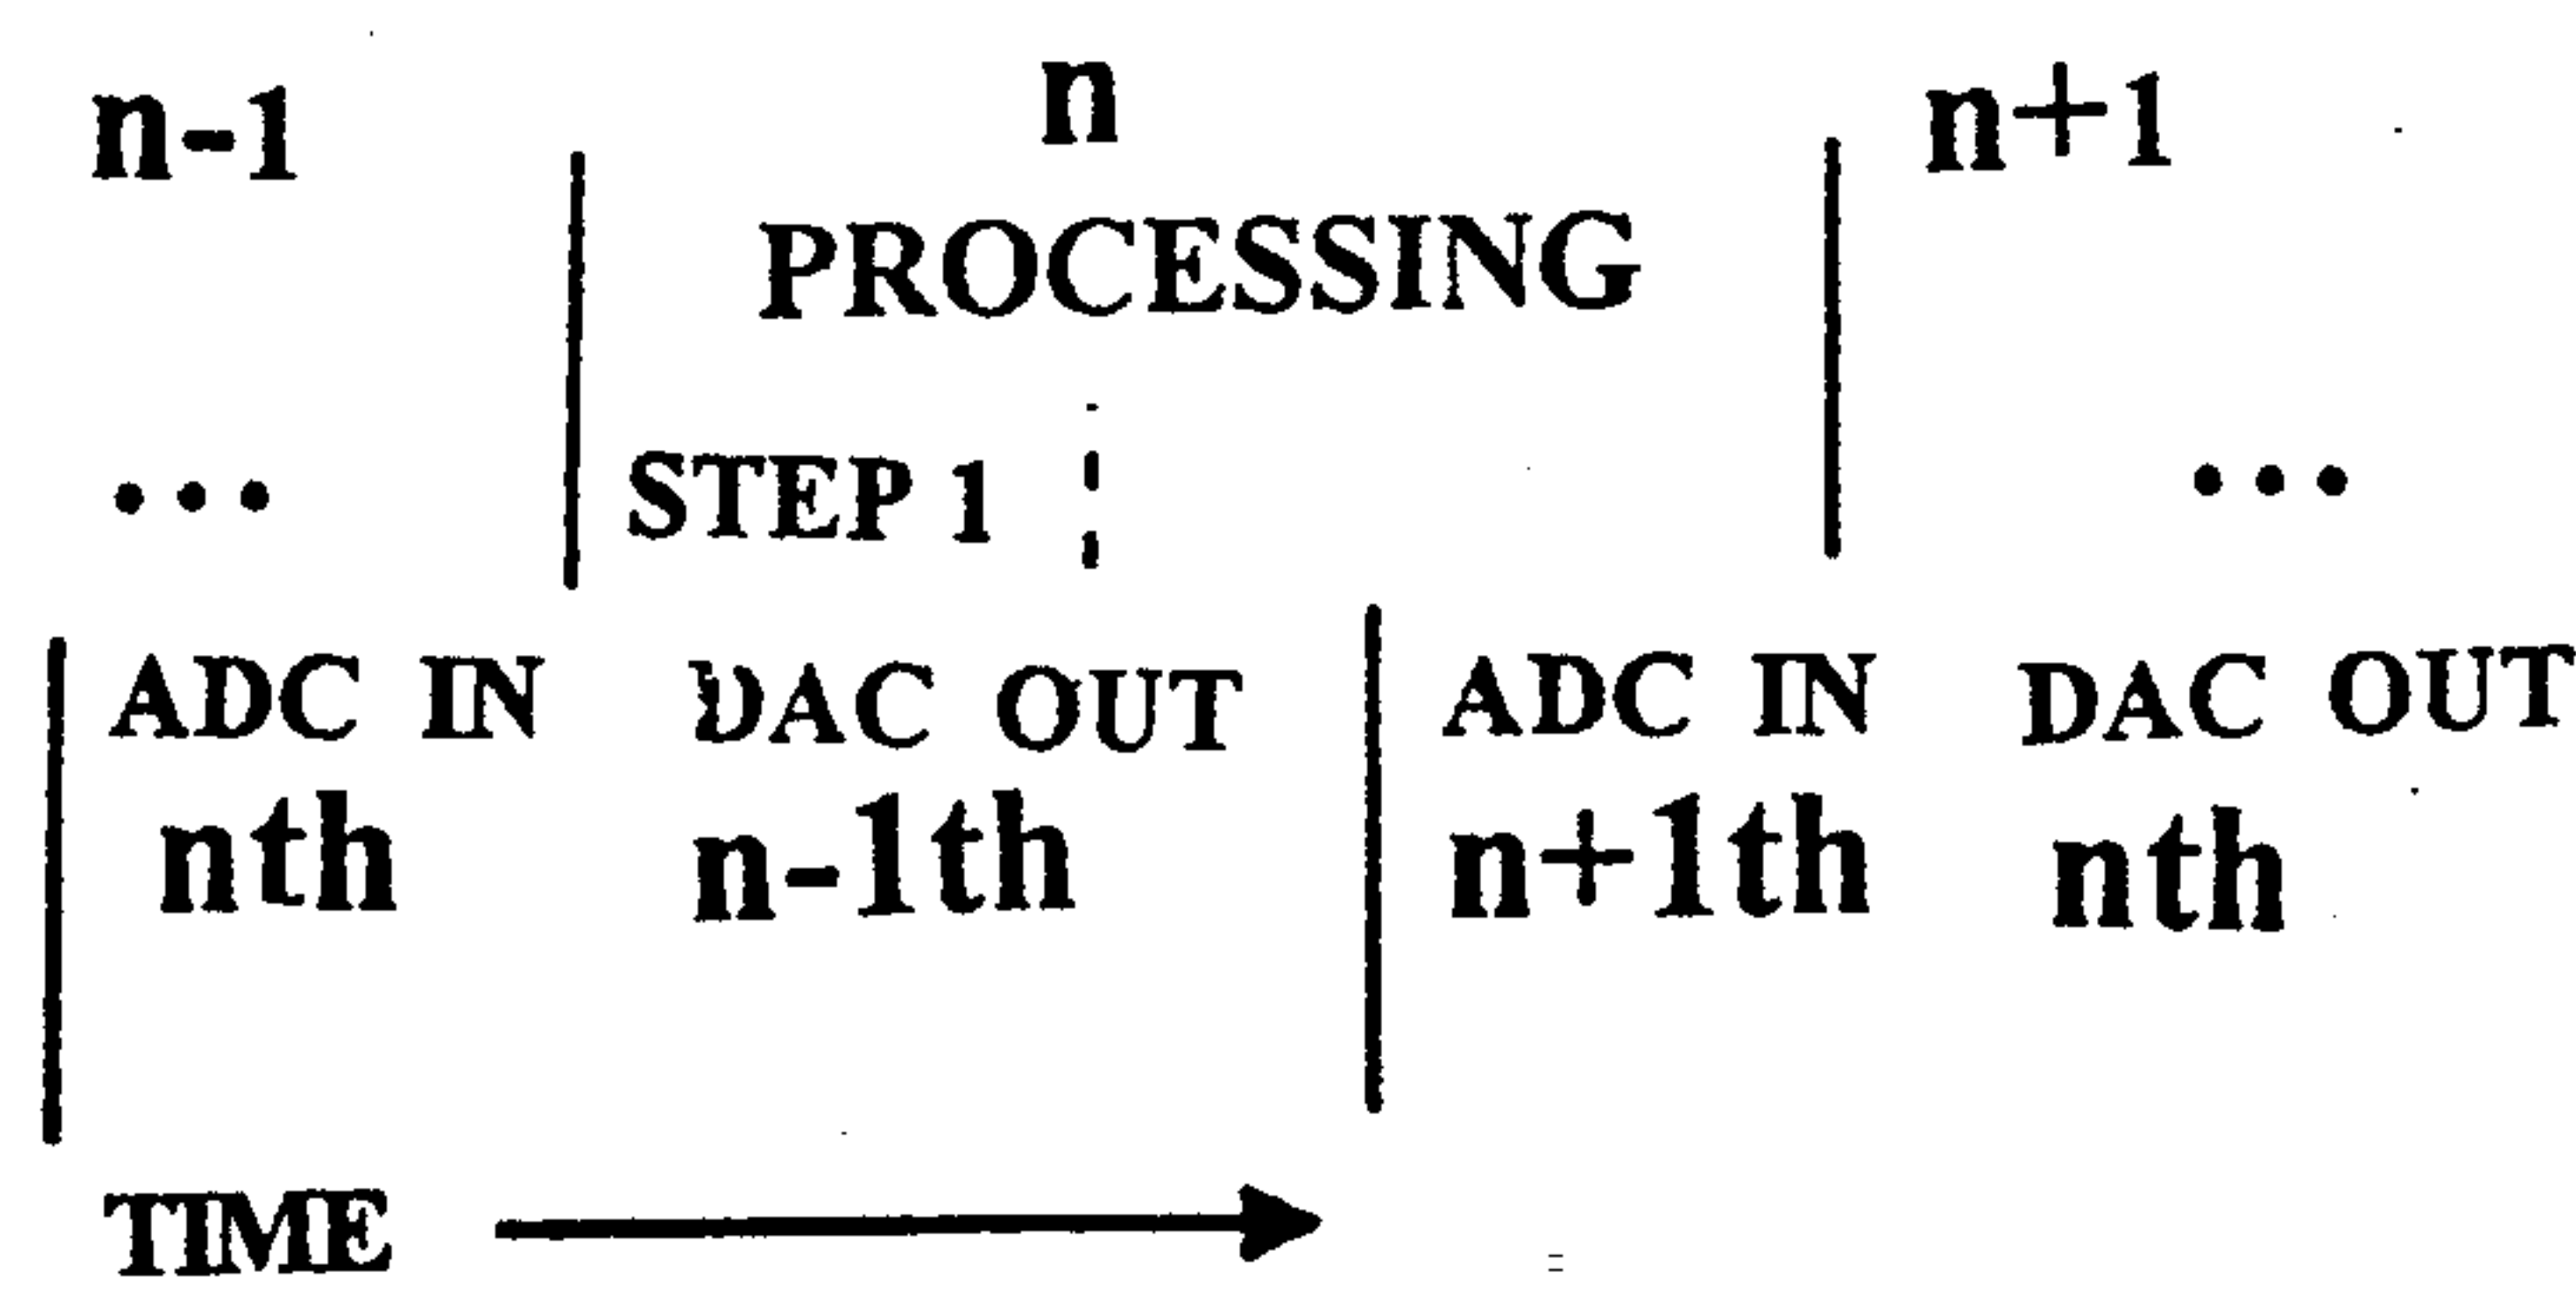 n-1 n n+1
PROCESSING
... STEP 1 ...
ADC IN DAC OUT ADC IN DAC OUT
nth n-1th n+1th nth
TIME